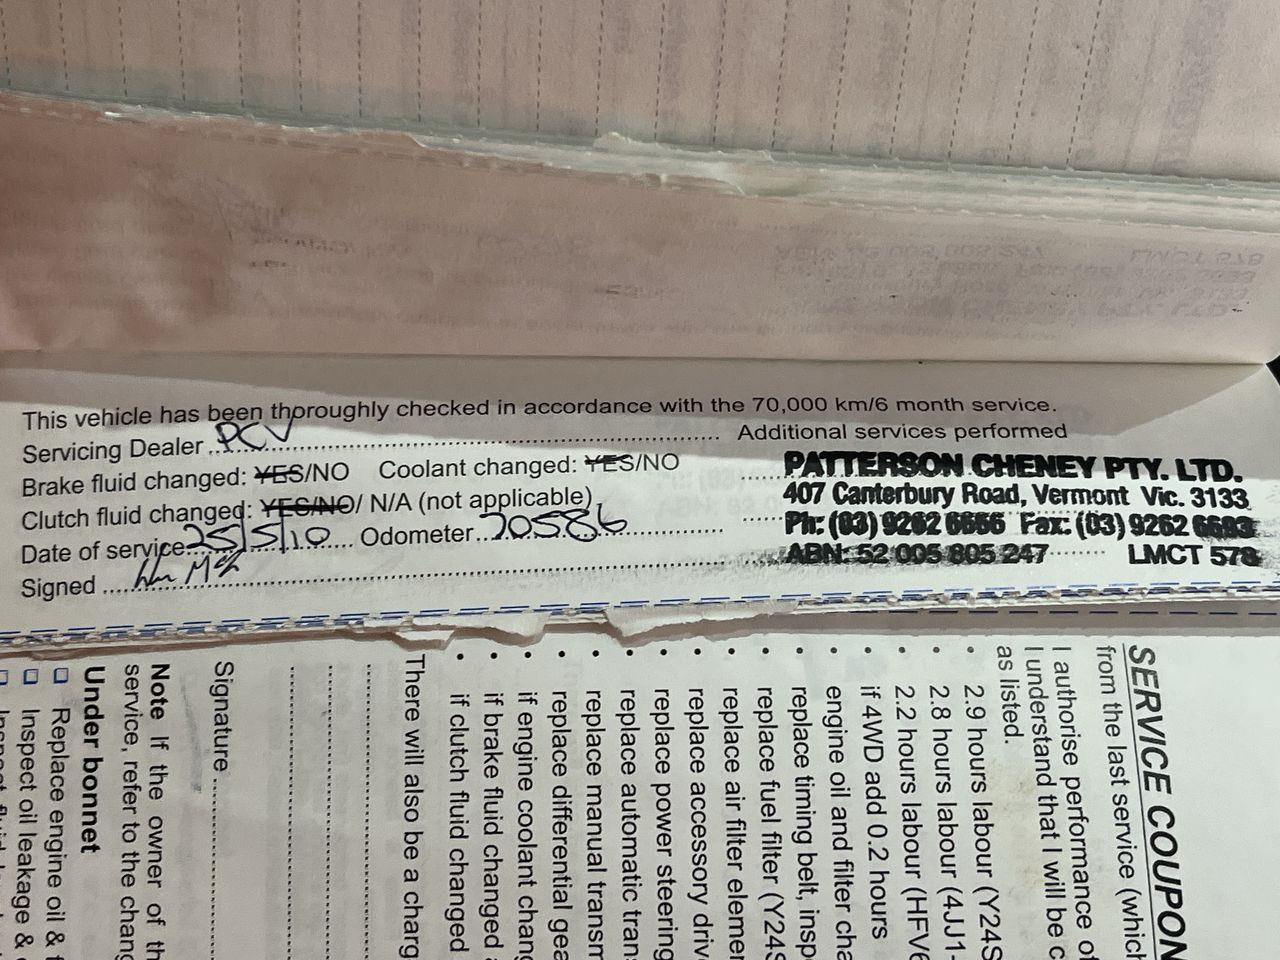 This vehicle has been thoroughly checked in accordance with the 70,000 km/6 month service.
Servicing Dealer PCV
Additional services performed
Brake fluid changed: YES/NO Coolant changed: YES/NO
Clutch fluid changed: YES/NO/ N/A (not applicable)
Date of service 25/5/10 Odometer 70586
Signed
PATTERSON CHENEY PTY. LTD.
407 Canterbury Road, Vermont Vic. 3133
Ph: (03) 9262 6666 Fax: (03) 9262 6693
ABN: 52 005 805 247 LMCT 578
SERVICE COUPON
from the last service (which
I authorise performance of
I understand that I will be c
as listed.
• 2.9 hours labour (Y24S
• 2.8 hours labour (4JJ1-
• 2.2 hours labour (HFV6
• if 4WD add 0.2 hours
• engine oil and filter cha
• replace timing belt, insp
• replace fuel filter (Y24S
• replace air filter elemen
• replace accessory driv
• replace power steering
• replace automatic tran
• replace manual transm
• replace differential gea
• if engine coolant chan
• if brake fluid changed a
• if clutch fluid changed
There will also be a charg
Signature
Note If the owner of th
service, refer to the chang
Under bonnet
Replace engine oil & f
Inspect oil leakage &